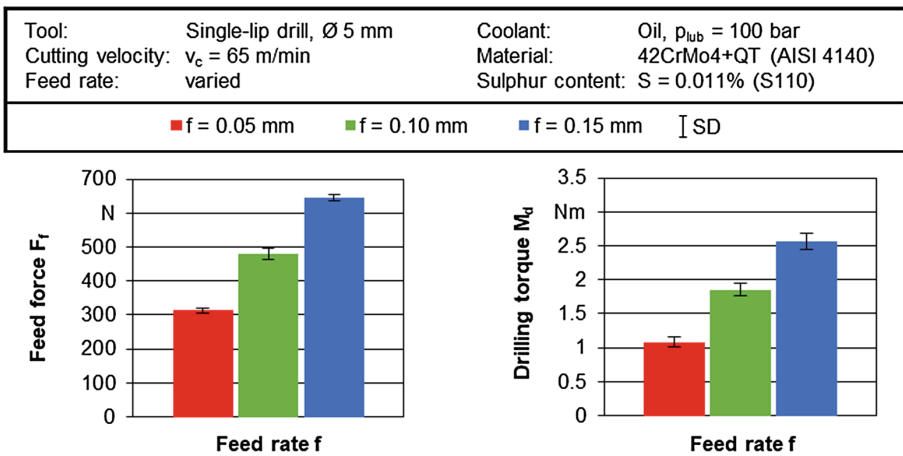 Tool: Single-lip drill, Ø 5 mm Coolant: Oil, plub = 100 bar
Cutting velocity: vc = 65 m/min Material: 42CrMo4+QT (AISI 4140)
Feed rate: varied Sulphur content: S = 0.011% (S110)
f = 0.05 mm f = 0.10 mm f = 0.15 mm SD
Feed force Ff
700
N
500
400
300
200
100
0
Feed rate f
Drilling torque Md
3.5
Nm
2.5
2
1.5
1
0.5
0
Feed rate f